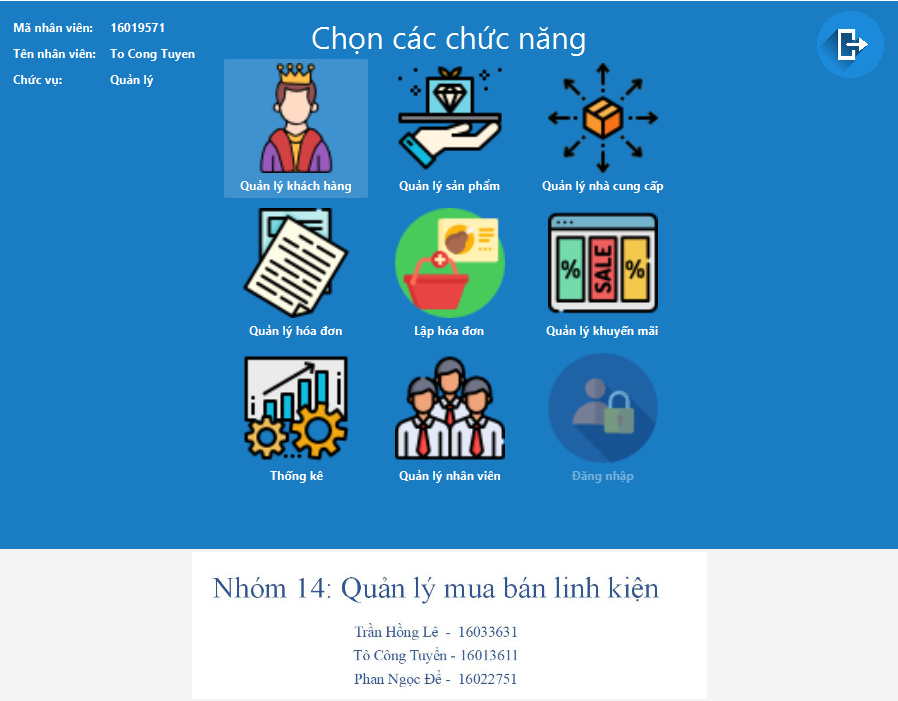 Mã nhân viên: 16019571
Tên nhân viên: To Cong Tuyen
Chức vụ: Quản lý
Chọn các chức năng
Quản lý khách hàng
Quản lý sản phẩm
Quản lý nhà cung cấp
Quản lý hóa đơn
Lập hóa đơn
% SALE %
Quản lý khuyến mãi
Thống kê
Quản lý nhân viên
Đăng nhập
Nhóm 14: Quản lý mua bán linh kiện
Trần Hồng Lê - 16033631
Tô Công Tuyển - 16013611
Phan Ngọc Để - 16022751